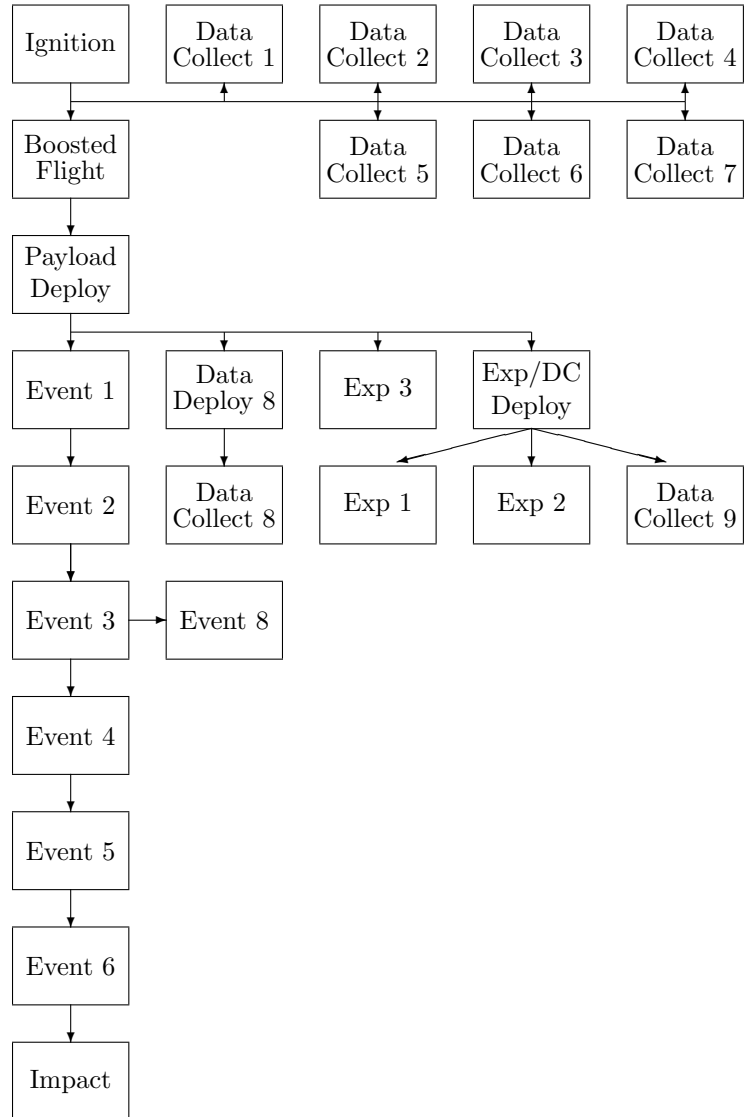 Ignition
Data
Collect 1
Data
Collect 2
Data
Collect 3
Data
Collect 4
Boosted
Flight
Data
Collect 5
Data
Collect 6
Data
Collect 7
Payload
Deploy
Event 1
Data
Deploy 8
Exp 3
Exp/DC
Deploy
Event 2
Data
Collect 8
Exp 1
Exp 2
Data
Collect 9
Event 3
Event 8
Event 4
Event 5
Event 6
Impact